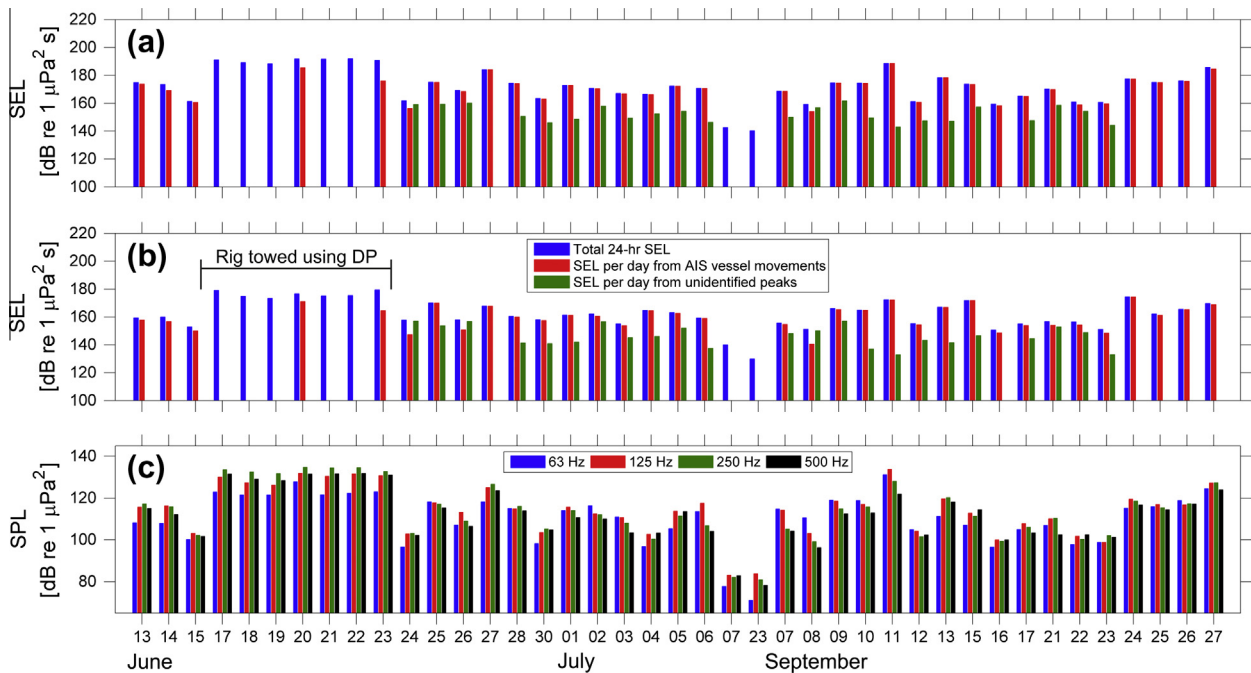 (a)
SEL
[dB re 1 µPa² s]
220
200
180
160
140
120
100
(b)
SEL
[dB re 1 µPa² s]
220
200
180
160
140
120
100
Rig towed using DP
Total 24-hr SEL
SEL per day from AIS vessel movements
SEL per day from unidentified peaks
(c)
SPL
[dB re 1 µPa²]
140
120
100
80
63 Hz 125 Hz 250 Hz 500 Hz
13 14 15 17 18 19 20 21 22 23 24 25 26 27 28 30 01 02 03 04 05 06 07 23 07 08 09 10 11 12 13 15 16 17 21 22 23 24 25 26 27
June July September